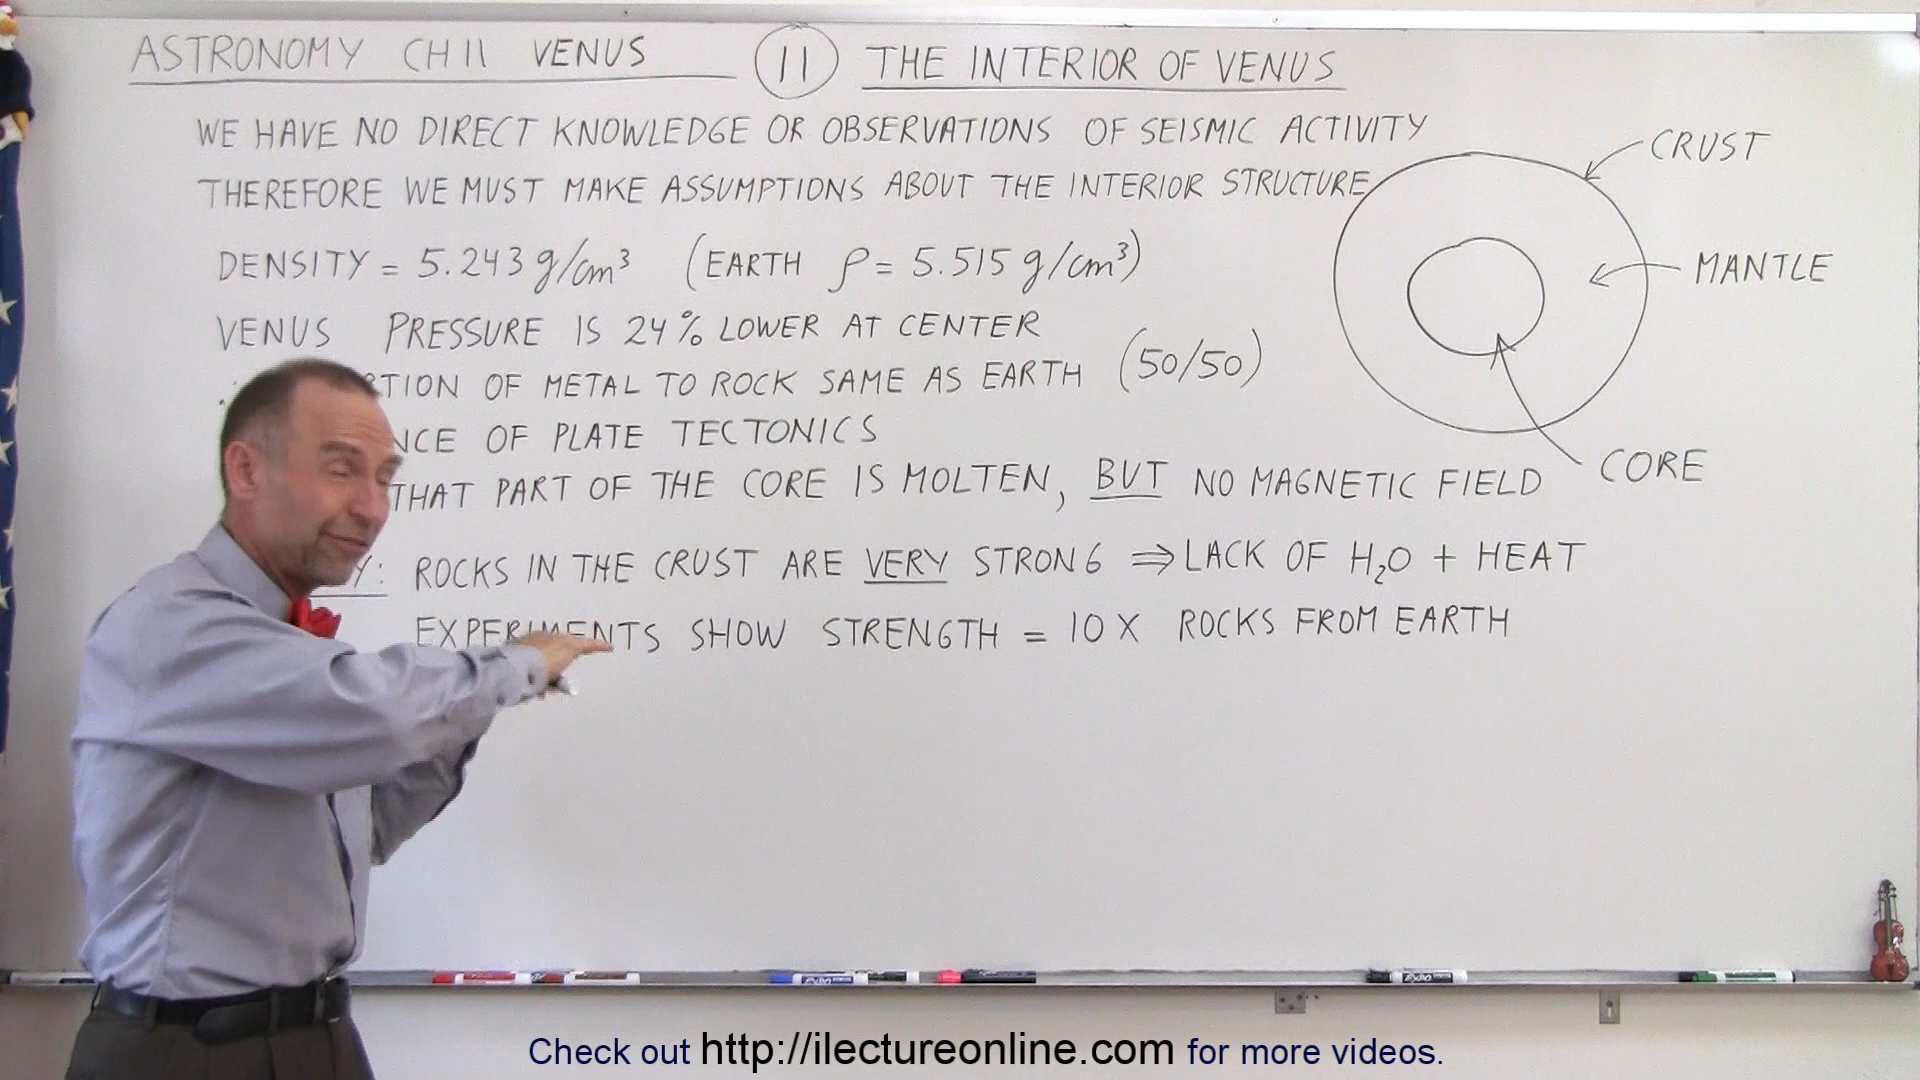 ASTRONOMY CH 11 VENUS 11 THE INTERIOR OF VENUS
WE HAVE NO DIRECT KNOWLEDGE OR OBSERVATIONS OF SEISMIC ACTIVITY
THEREFORE WE MUST MAKE ASSUMPTIONS ABOUT THE INTERIOR STRUCTURE
CRUST
DENSITY = 5.243 g/cm³ (EARTH ρ = 5.515 g/cm³)
MANTLE
VENUS PRESSURE IS 24% LOWER AT CENTER
OF METAL TO ROCK SAME AS EARTH (50/50)
OF PLATE TECTONICS
THAT PART OF THE CORE IS MOLTEN, BUT NO MAGNETIC FIELD
CORE
ROCKS IN THE CRUST ARE VERY STRONG ⇒ LACK OF H₂O + HEAT
EXPERIMENTS SHOW STRENGTH = 10 X ROCKS FROM EARTH
EXPO
Check out http://ilectureonline.com for more videos.